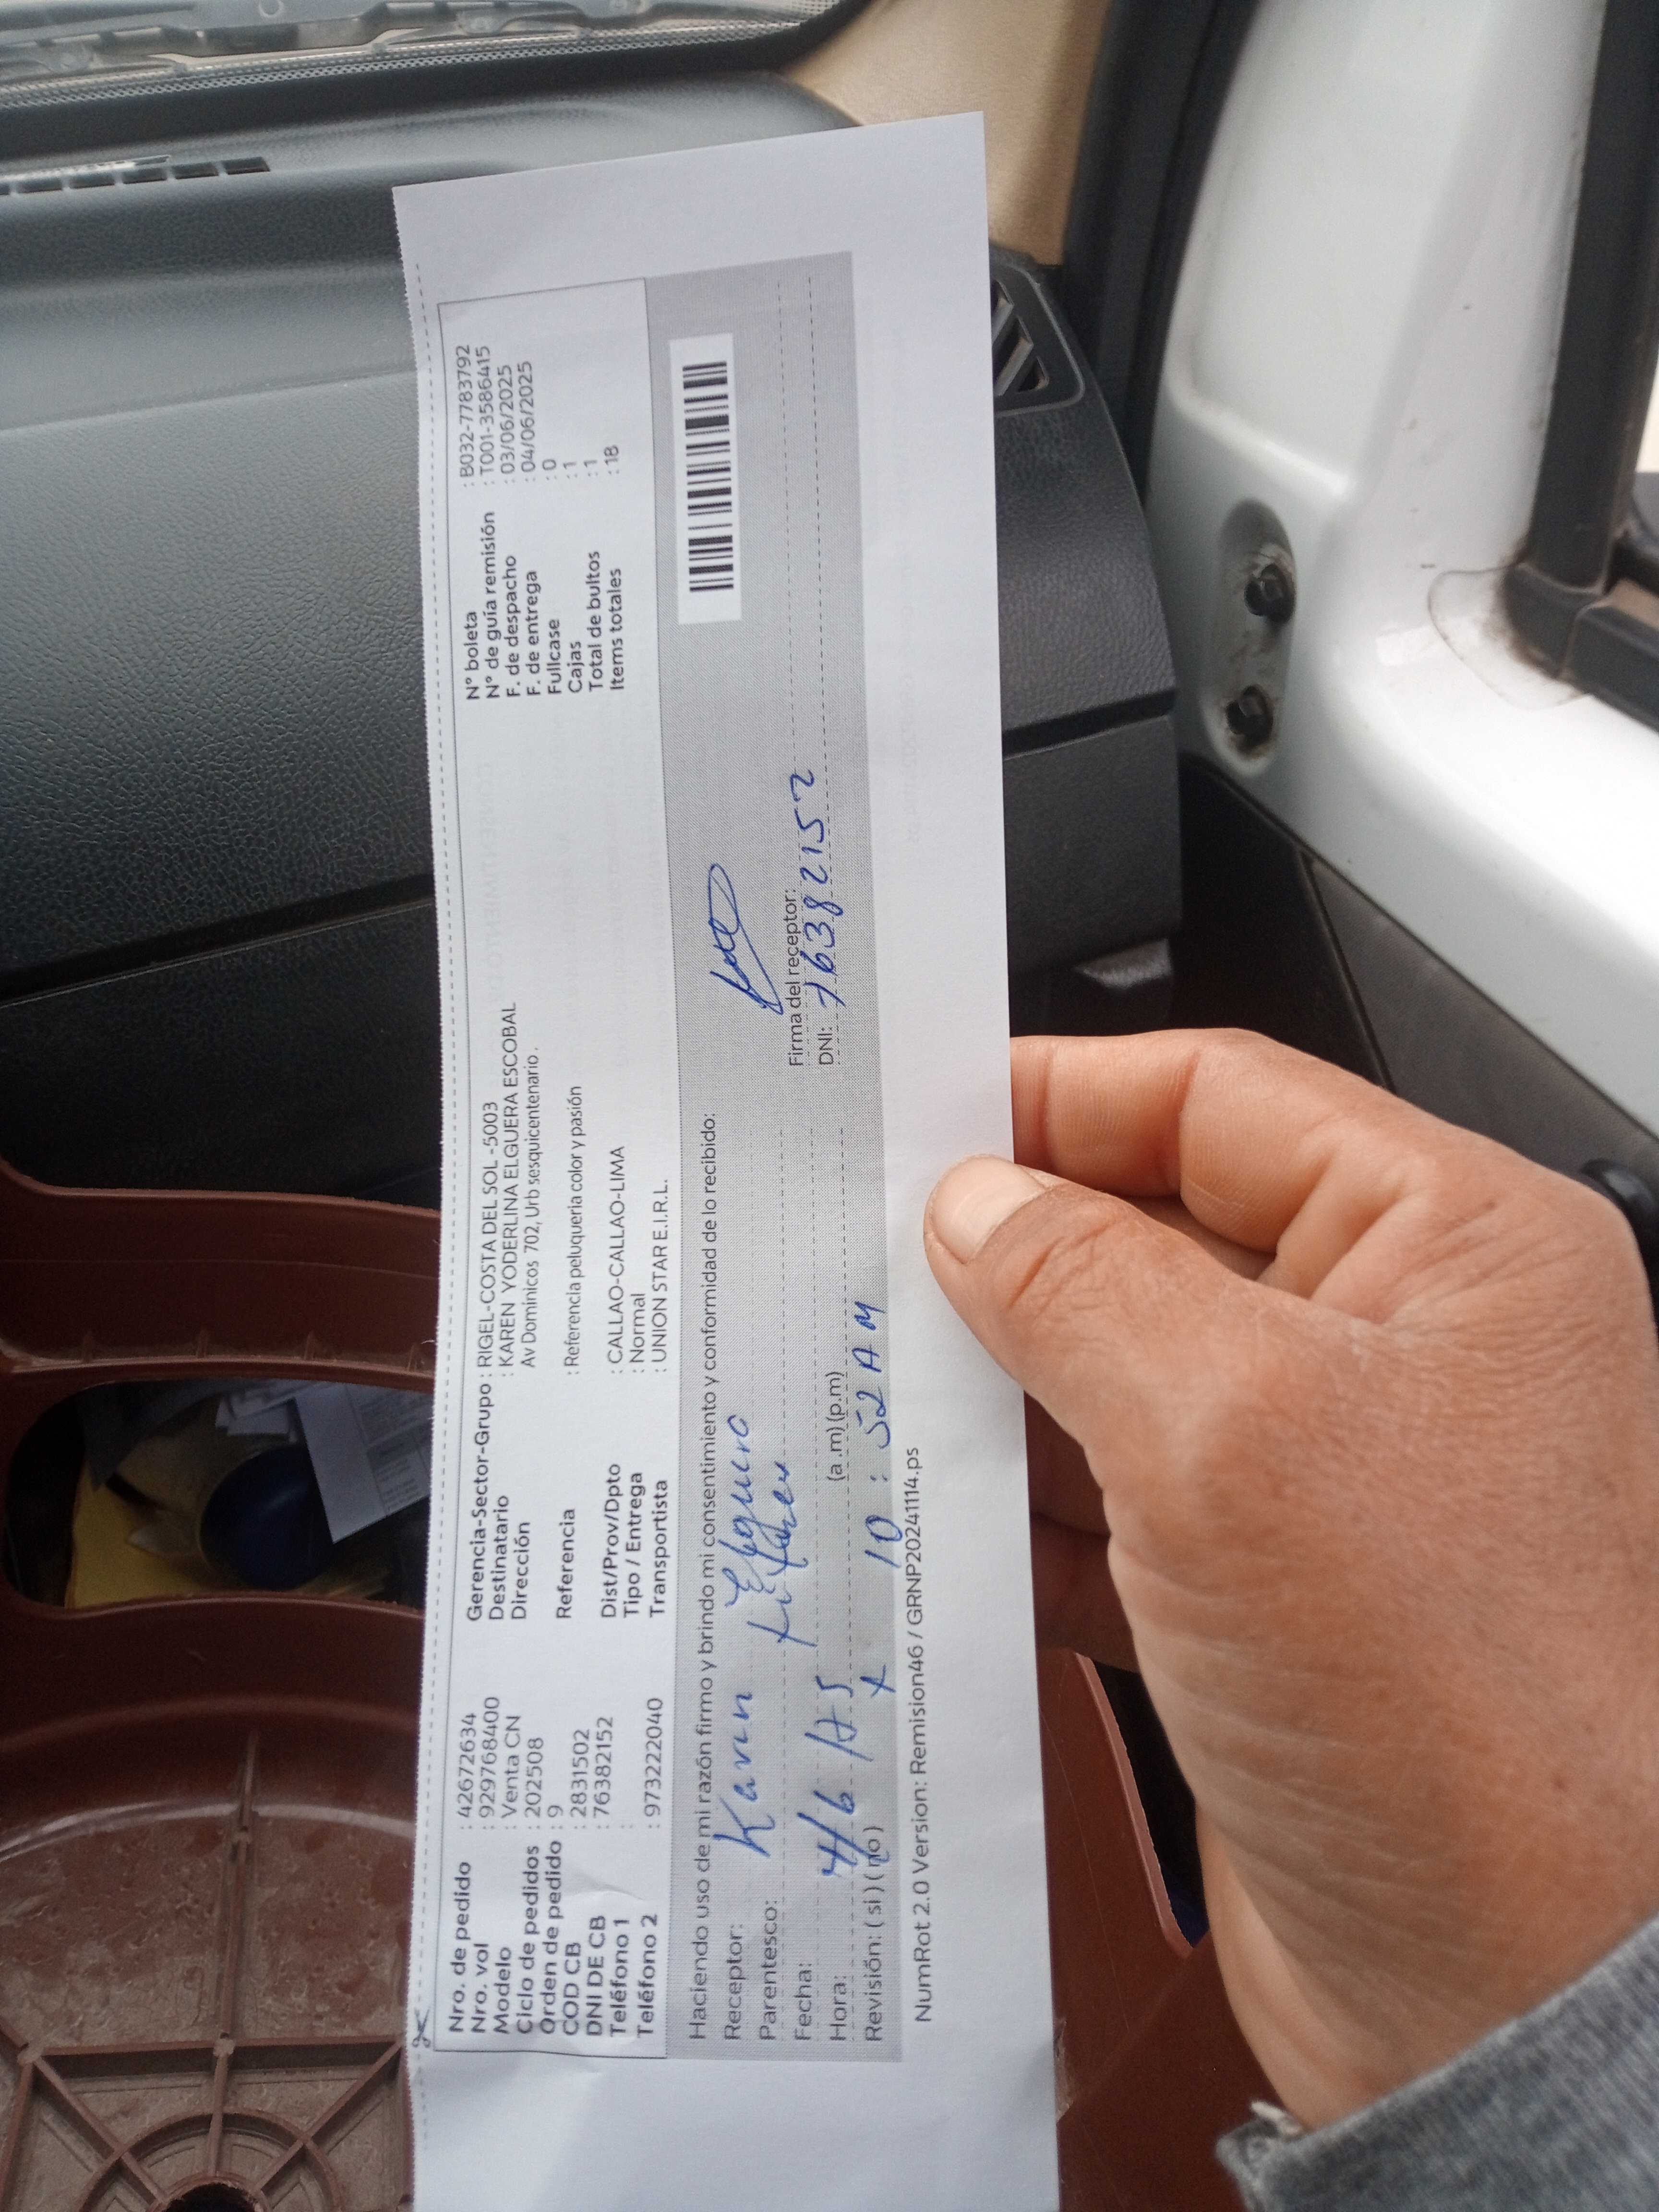 Nro. de pedido : 42672634
Nro. vol : 92976840​0
Modelo : Venta CN
Ciclo de pedidos : 202508
Orden de pedido : 9
COD CB : 2831502
DNI DE CB : 76382152
Teléfono 1 :
Teléfono 2 : 973222040
Gerencia-Sector-Grupo : RIGEL-COSTA DEL SOL -5003
Destinatario : KAREN YODERLINA ELGUERA ESCOBAL
Dirección Av Dominicos 702, Urb sesquicentenario .
Referencia : Referencia peluqueria color y pasión
Dist/Prov/Dpto : CALLAO-CALLAO-LIMA
Tipo / Entrega : Normal
Transportista : UNION STAR E.I.R.L.
N° boleta : B032-7783792
N° de guía remisión : T001-3586415
F. de despacho : 03/06/2025
F. de entrega : 04/06/2025
Fullcase : 0
Cajas : 1
Total de bultos : 1
Items totales : 18
Haciendo uso de mi razón firmo y brindo mi consentimiento y conformidad de lo recibido:
Receptor: Karen Elguera
Parentesco:
Fecha: 4/6
Hora: (a .m) (p.m)
Revisión: ( si ) ( no ) x 10 : 52 AM
Firma del receptor:
DNI: 76382152
NumRot 2.0 Version: Remision46 / GRNP20241114.ps